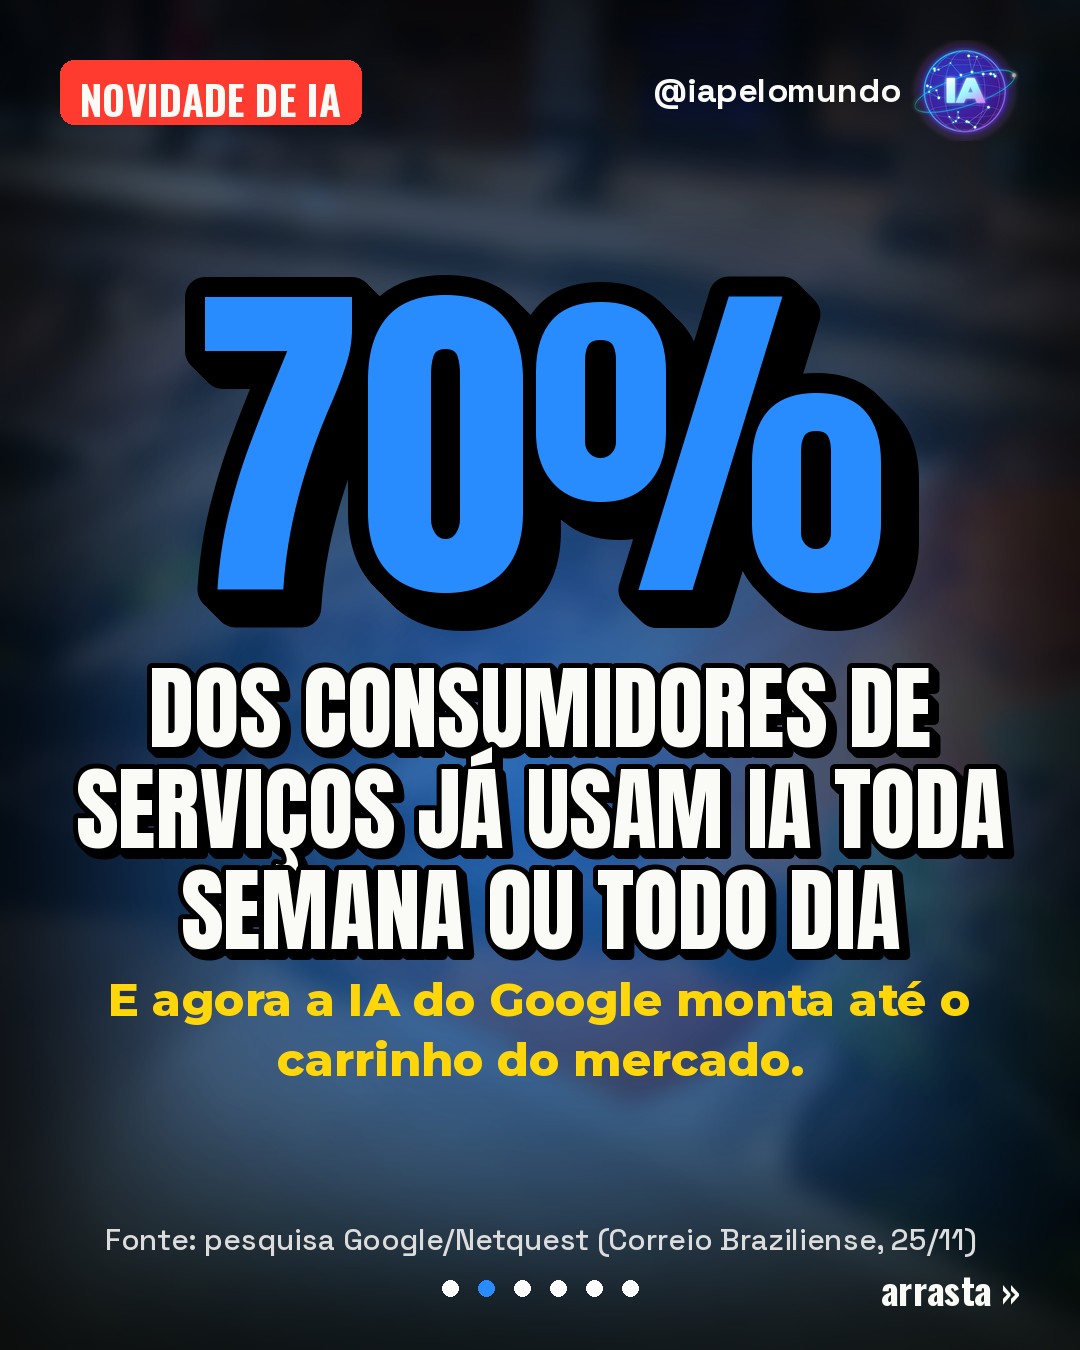 NOVIDADE DE IA
@iapelomundo
IA
70%
DOS CONSUMIDORES DE
SERVIÇOS JÁ USAM IA TODA
SEMANA OU TODO DIA
E agora a IA do Google monta até o
carrinho do mercado.
Fonte: pesquisa Google/Netquest (Correio Braziliense, 25/11)
arrasta »